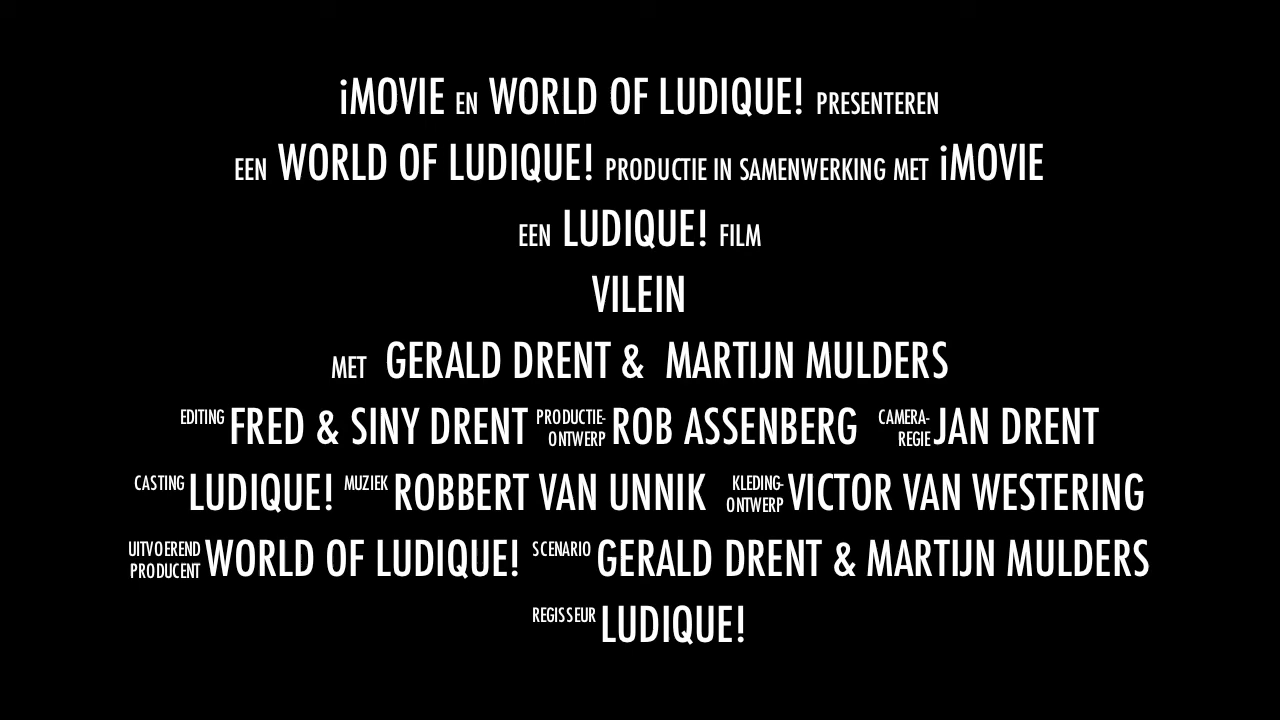 iMOVIE EN WORLD OF LUDIQUE! PRESENTEREN
EEN WORLD OF LUDIQUE! PRODUCTIE IN SAMENWERKING MET iMOVIE
EEN LUDIQUE! FILM
VILEIN
MET GERALD DRENT & MARTIJN MULDERS
EDITING FRED & SINY DRENT PRODUCTIE-ONTWERP ROB ASSENBERG CAMERA-REGIE JAN DRENT
CASTING LUDIQUE! MUZIEK ROBBERT VAN UNNIK KLEDING-ONTWERP VICTOR VAN WESTERING
UITVOEREND PRODUCENT WORLD OF LUDIQUE! SCENARIO GERALD DRENT & MARTIJN MULDERS
REGISSEUR LUDIQUE!